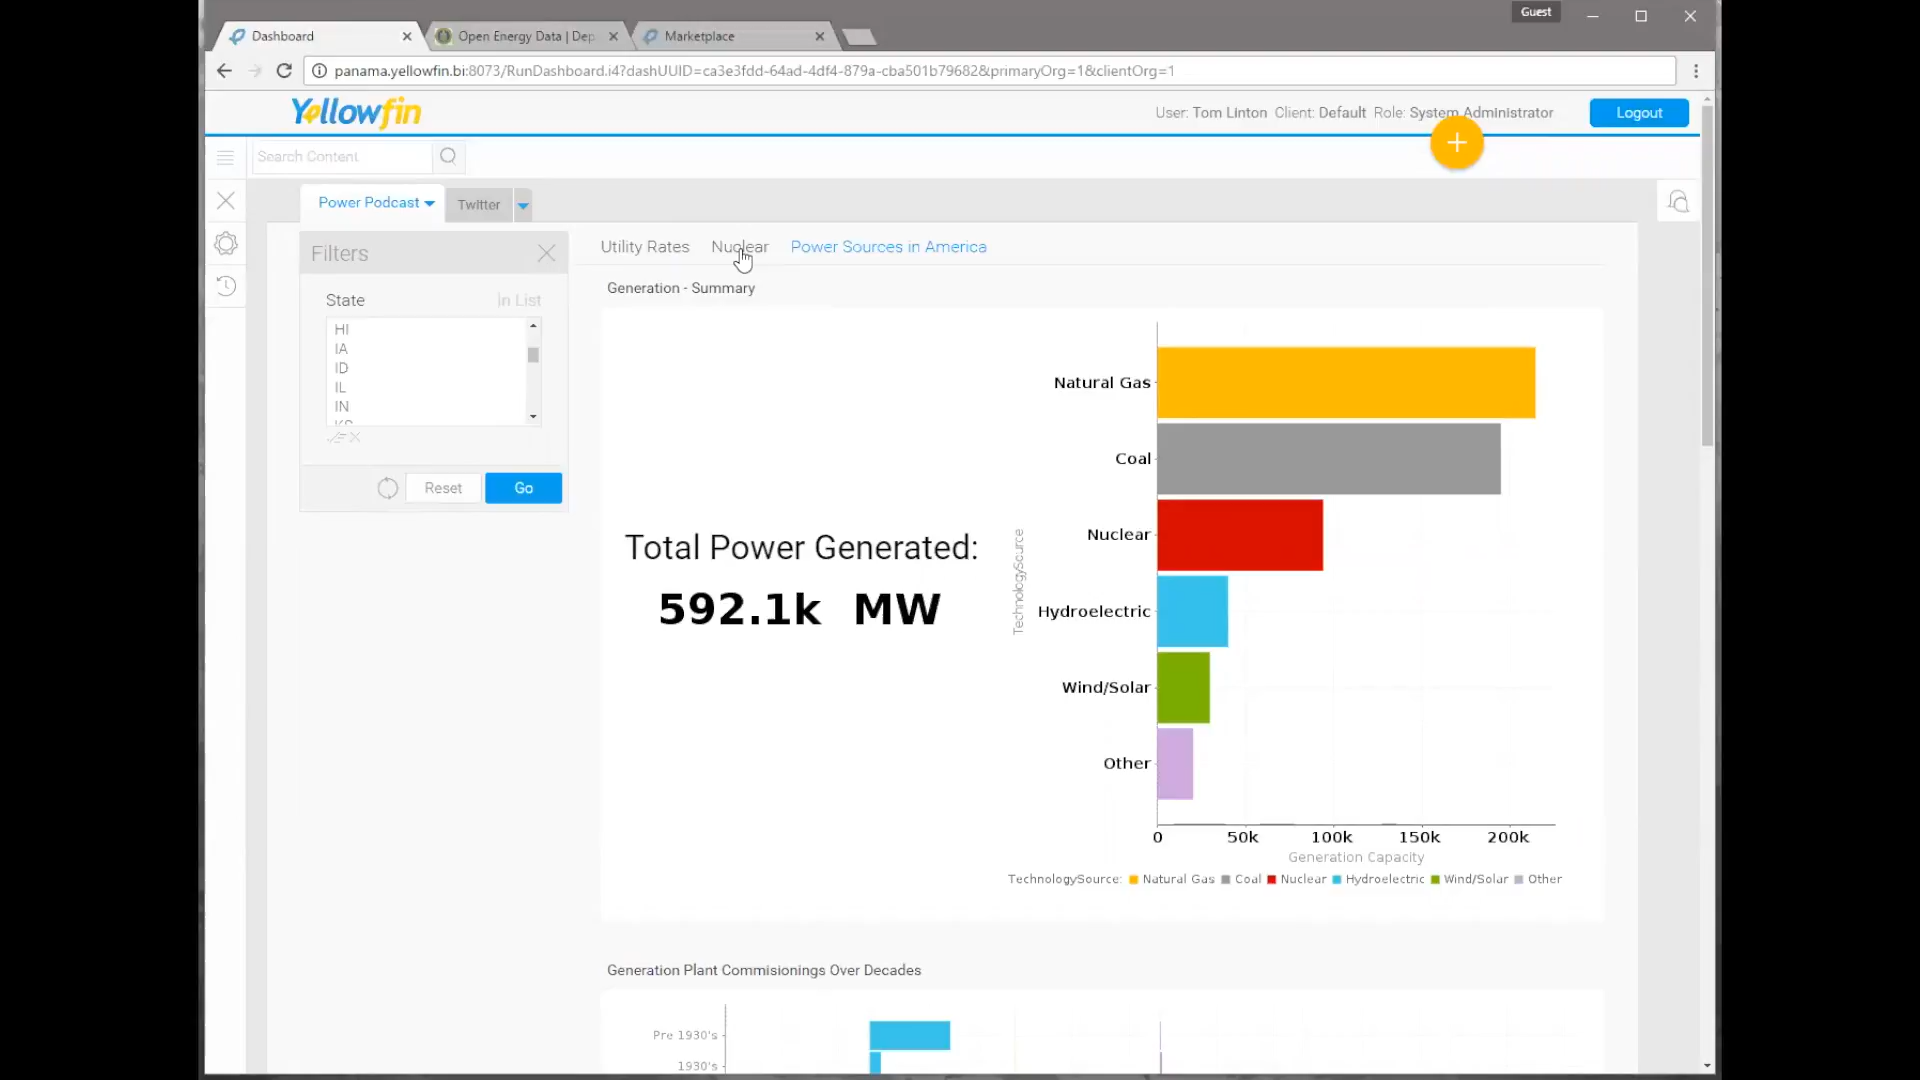 Guest
Dashboard
Open Energy Data | Dep
Marketplace
panama.yellowfin.bi:8073/RunDashboard.i4?dashUUID=ca3e3fdd-64ad-4df4-879a-cba501b79682&primaryOrg=1&clientOrg=1
Yellowfin
User: Tom Linton Client: Default Role: System Administrator
Logout
Search Content
Power Podcast
Twitter
Filters
Utility Rates
Nuclear
Power Sources in America
Generation - Summary
State
in List
HI
IA
ID
IL
IN
Reset
Go
Total Power Generated:
592.1k MW
TechnologySource
Natural Gas
Coal
Nuclear
Hydroelectric
Wind/Solar
Other
0 50k 100k 150k 200k
Generation Capacity
TechnologySource: Natural Gas Coal Nuclear Hydroelectric Wind/Solar Other
Generation Plant Commisionings Over Decades
Pre 1930's
1930's